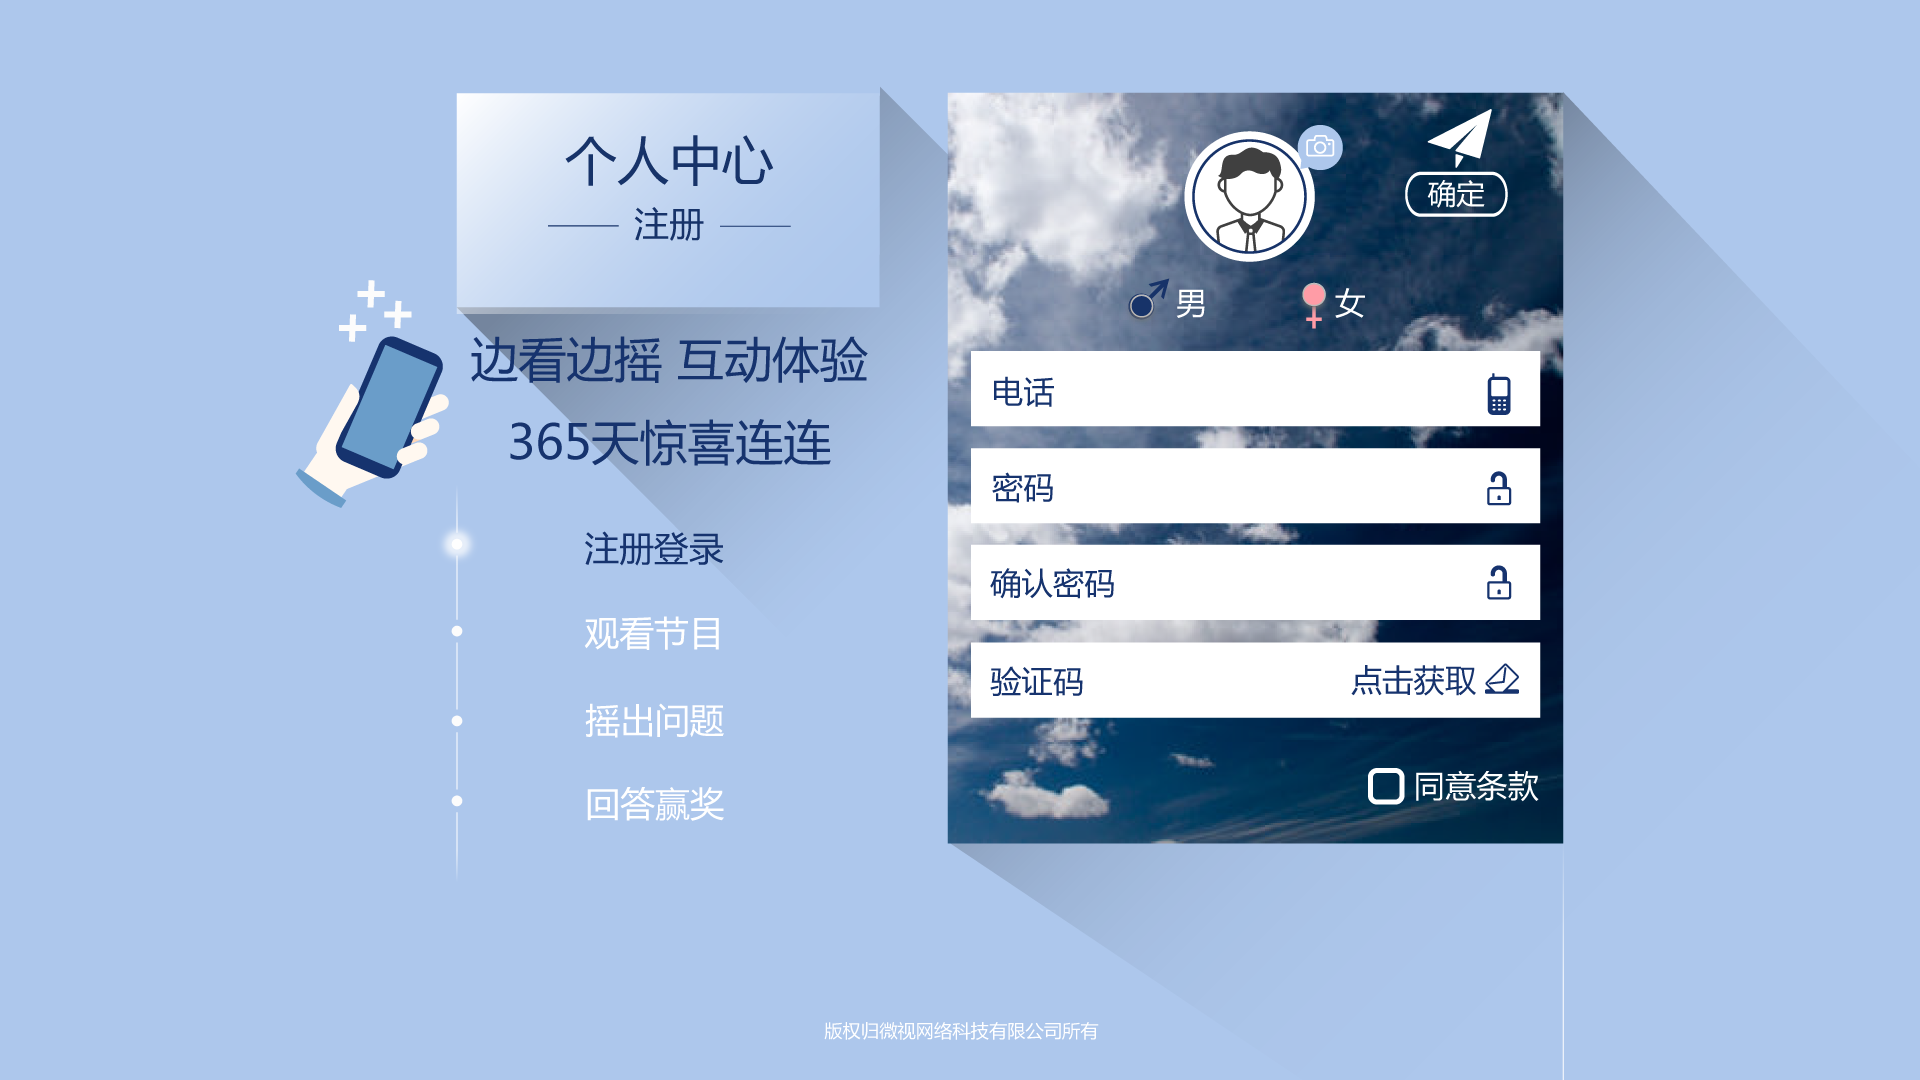 个人中心
注册
边看边摇 互动体验
365天惊喜连连
注册登录
观看节目
摇出问题
回答赢奖
确定
男
女
电话
密码
确认密码
验证码 点击获取
同意条款
版权归微视网络科技有限公司所有